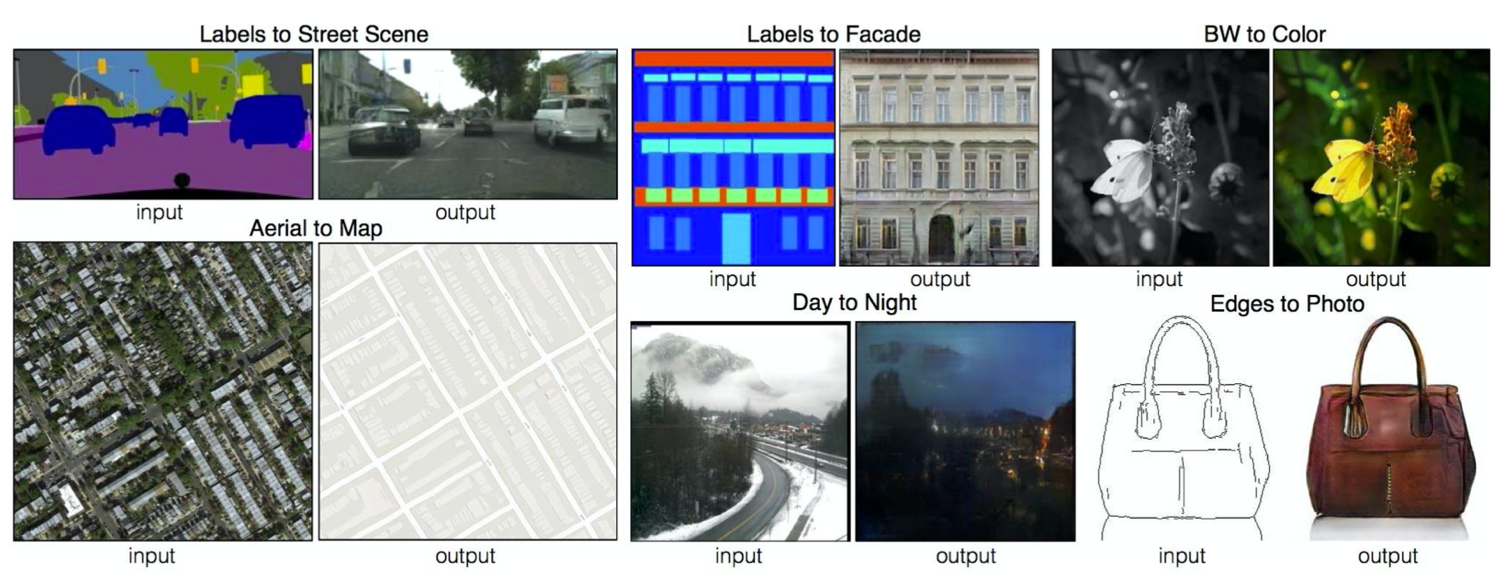 Labels to Street Scene
input
output
Aerial to Map
input
output
Labels to Facade
input
output
BW to Color
input
output
Day to Night
input
output
Edges to Photo
input
output